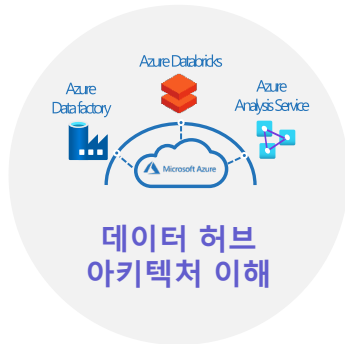 Azure Databricks
Azure
Data factory
Azure
Analysis Service
Microsoft Azure
데이터 허브
아키텍처 이해